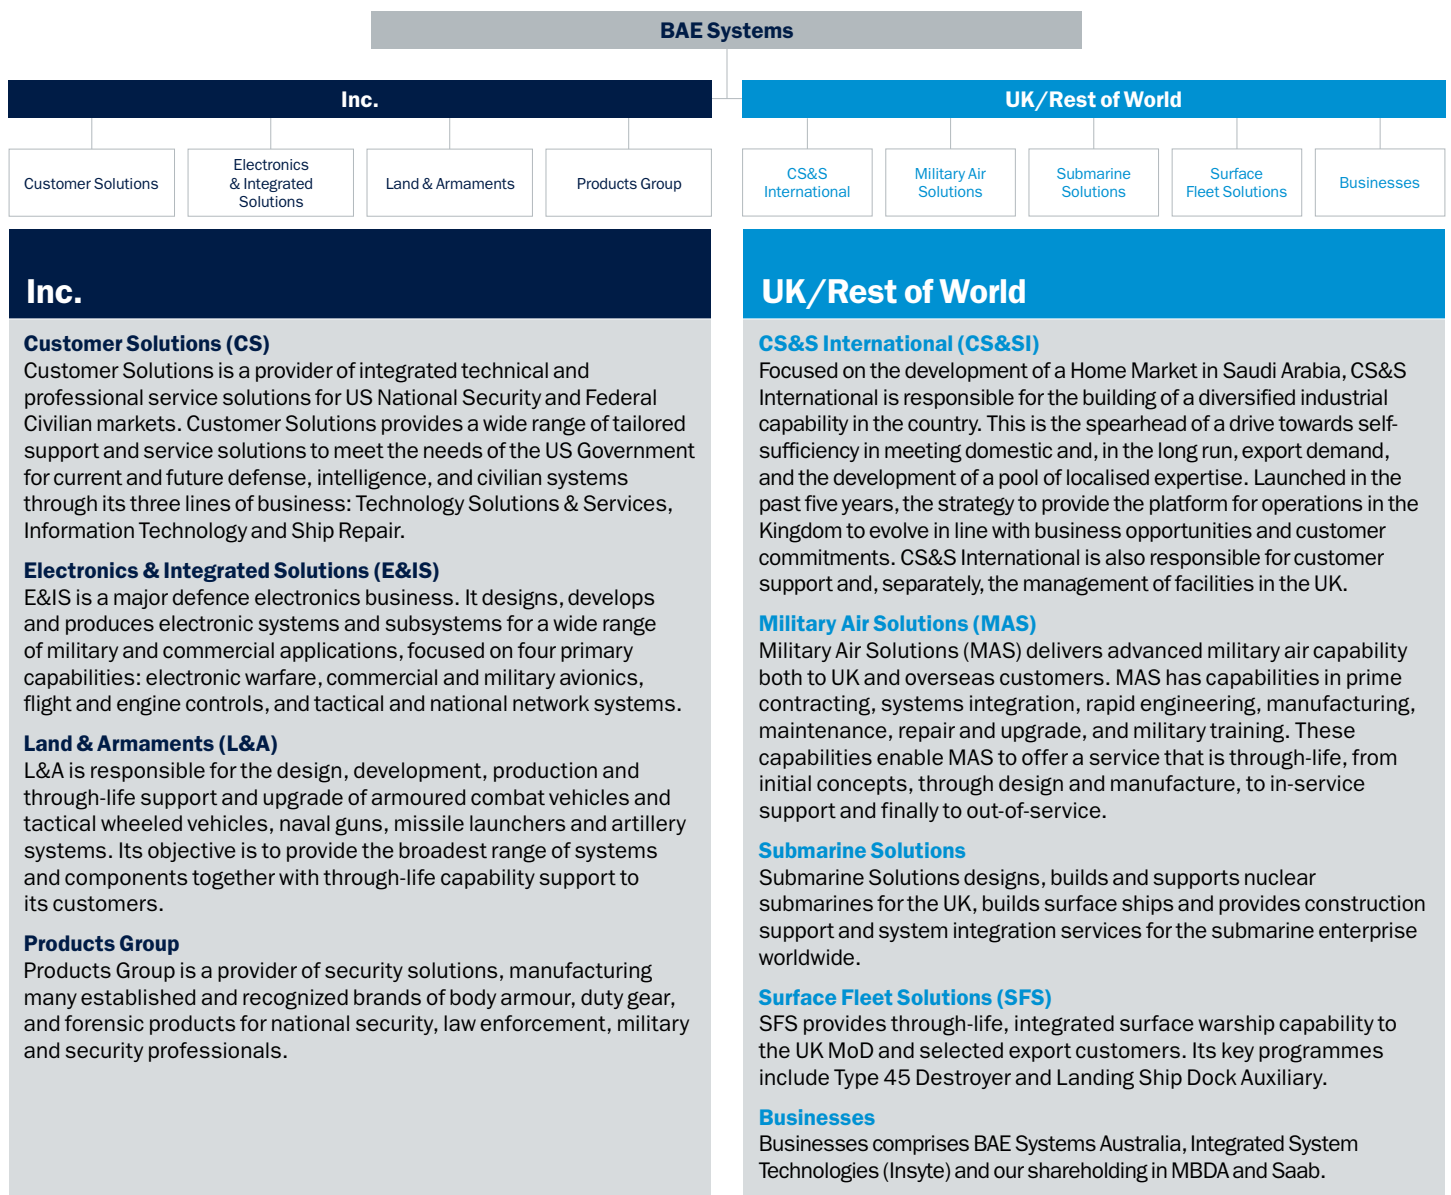 BAE Systems
Inc.
UK/Rest of World
Customer Solutions
Electronics
& Integrated
Solutions
Land & Armaments
Products Group
CS&S
International
Military Air
Solutions
Submarine
Solutions
Surface
Fleet Solutions
Businesses
Inc.
Customer Solutions (CS)
Customer Solutions is a provider of integrated technical and
professional service solutions for US National Security and Federal
Civilian markets. Customer Solutions provides a wide range of tailored
support and service solutions to meet the needs of the US Government
for current and future defense, intelligence, and civilian systems
through its three lines of business: Technology Solutions & Services,
Information Technology and Ship Repair.
Electronics & Integrated Solutions (E&IS)
E&IS is a major defence electronics business. It designs, develops
and produces electronic systems and subsystems for a wide range
of military and commercial applications, focused on four primary
capabilities: electronic warfare, commercial and military avionics,
flight and engine controls, and tactical and national network systems.
Land & Armaments (L&A)
L&A is responsible for the design, development, production and
through-life support and upgrade of armoured combat vehicles and
tactical wheeled vehicles, naval guns, missile launchers and artillery
systems. Its objective is to provide the broadest range of systems
and components together with through-life capability support to
its customers.
Products Group
Products Group is a provider of security solutions, manufacturing
many established and recognized brands of body armour, duty gear,
and forensic products for national security, law enforcement, military
and security professionals.
UK/Rest of World
CS&S International (CS&SI)
Focused on the development of a Home Market in Saudi Arabia, CS&S
International is responsible for the building of a diversified industrial
capability in the country. This is the spearhead of a drive towards self-
sufficiency in meeting domestic and, in the long run, export demand,
and the development of a pool of localised expertise. Launched in the
past five years, the strategy to provide the platform for operations in the
Kingdom to evolve in line with business opportunities and customer
commitments. CS&S International is also responsible for customer
support and, separately, the management of facilities in the UK.
Military Air Solutions (MAS)
Military Air Solutions (MAS) delivers advanced military air capability
both to UK and overseas customers. MAS has capabilities in prime
contracting, systems integration, rapid engineering, manufacturing,
maintenance, repair and upgrade, and military training. These
capabilities enable MAS to offer a service that is through-life, from
initial concepts, through design and manufacture, to in-service
support and finally to out-of-service.
Submarine Solutions
Submarine Solutions designs, builds and supports nuclear
submarines for the UK, builds surface ships and provides construction
support and system integration services for the submarine enterprise
worldwide.
Surface Fleet Solutions (SFS)
SFS provides through-life, integrated surface warship capability to
the UK MoD and selected export customers. Its key programmes
include Type 45 Destroyer and Landing Ship Dock Auxiliary.
Businesses
Businesses comprises BAE Systems Australia, Integrated System
Technologies (Insyte) and our shareholding in MBDA and Saab.